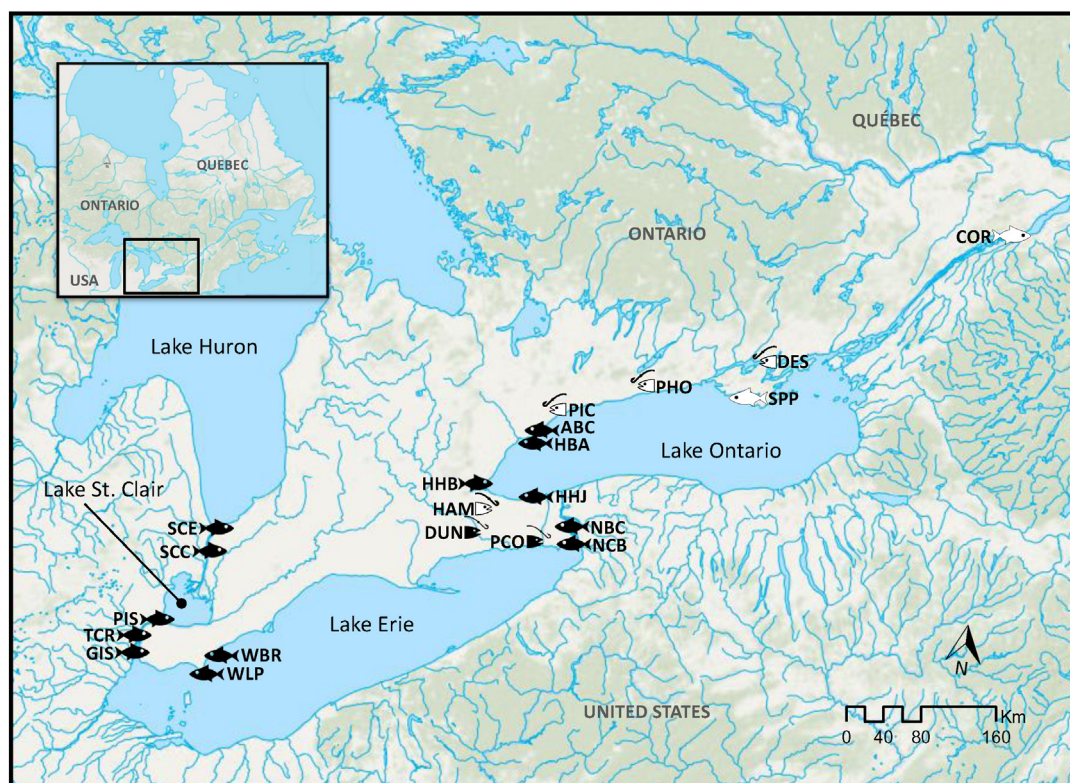 QUÉBEC
QUEBEC
ONTARIO
USA
ONTARIO
COR
Lake Huron
DES
PHO
SPP
PIC
ABC
HBA
Lake Ontario
Lake St. Clair
HHB
HHJ
HAM
SCE
DUN
NBC
PCO
NCB
SCC
PIS
Lake Erie
TCR
GIS
WBR
WLP
N
UNITED STATES
Km
0 40 80 160